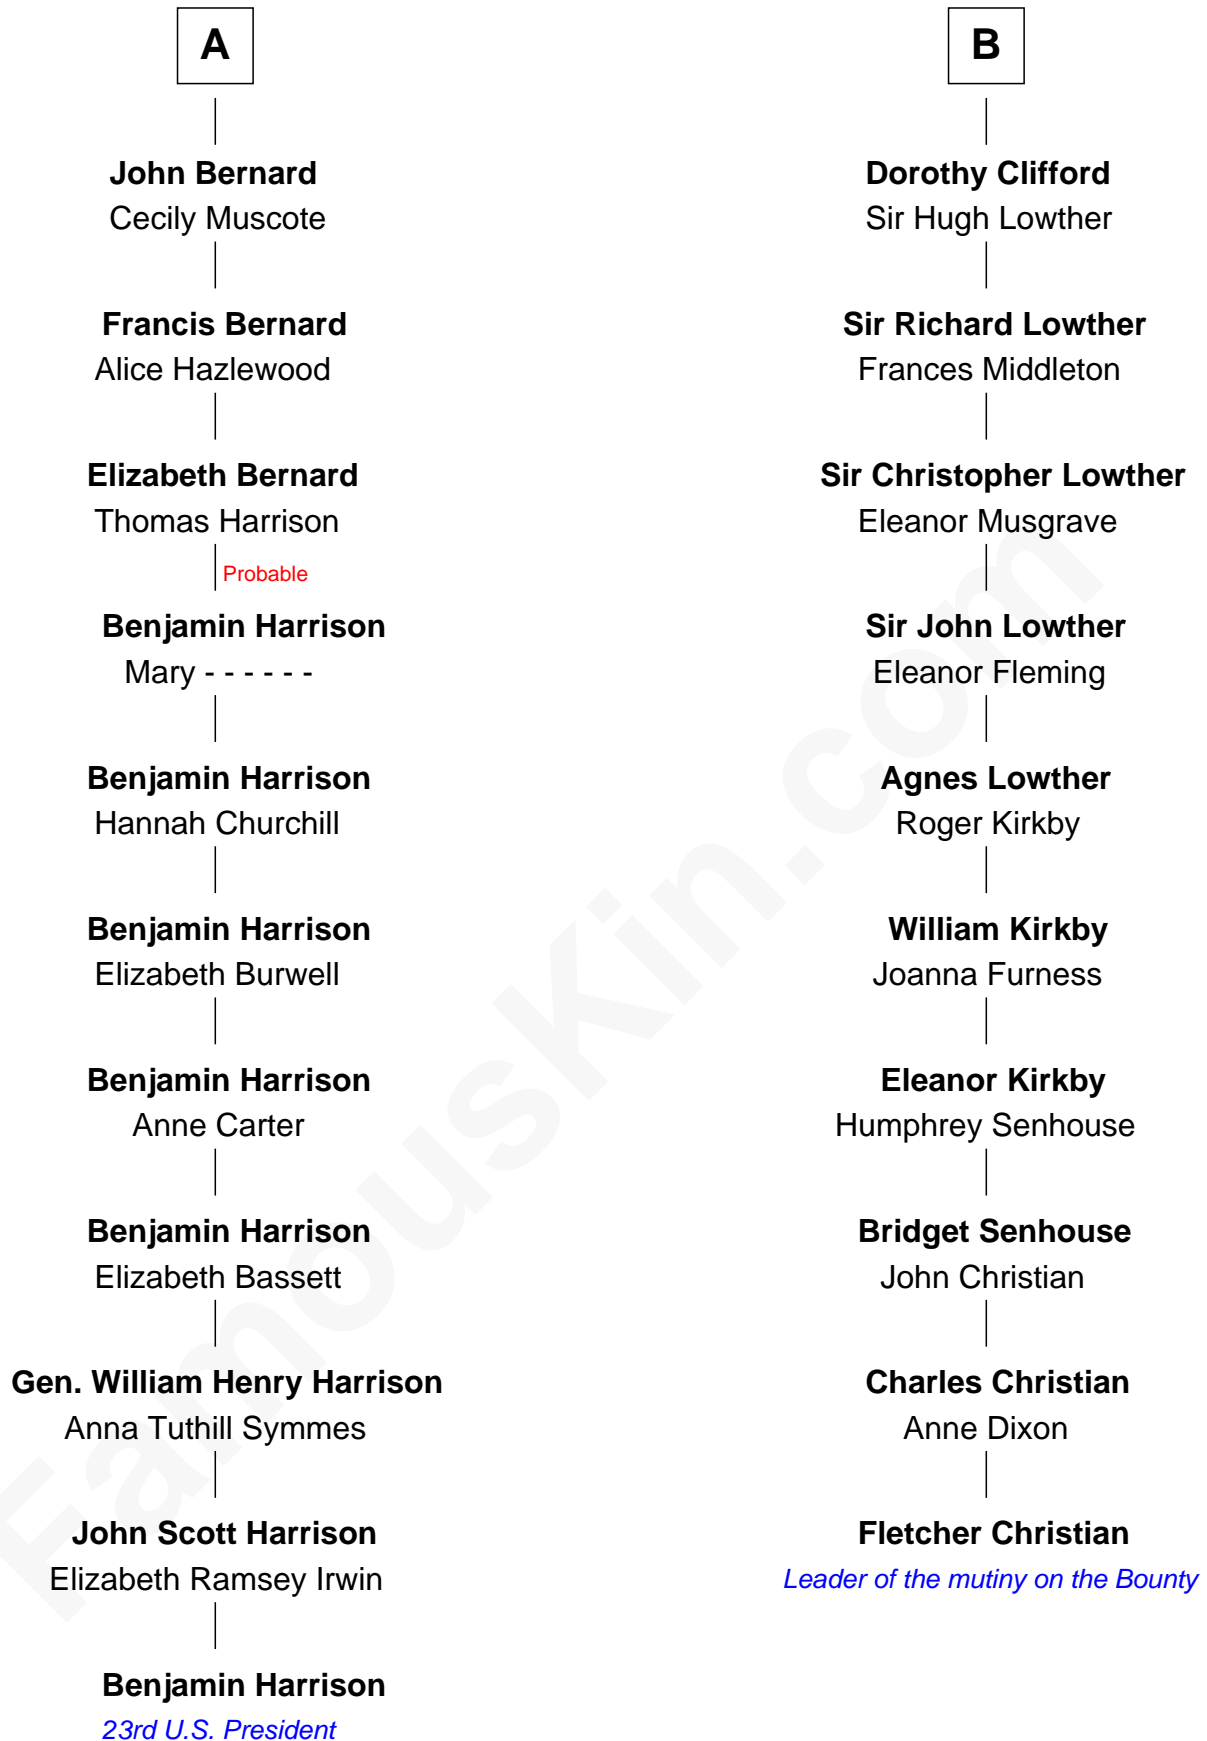 A
John Bernard
Cecily Muscote
Francis Bernard
Alice Hazlewood
Elizabeth Bernard
Thomas Harrison
Probable
Benjamin Harrison
Mary - - - - - -
Benjamin Harrison
Hannah Churchill
Benjamin Harrison
Elizabeth Burwell
Benjamin Harrison
Anne Carter
Benjamin Harrison
Elizabeth Bassett
Gen. William Henry Harrison
Anna Tuthill Symmes
John Scott Harrison
Elizabeth Ramsey Irwin
Benjamin Harrison
23rd U.S. President
B
Dorothy Clifford
Sir Hugh Lowther
Sir Richard Lowther
Frances Middleton
Sir Christopher Lowther
Eleanor Musgrave
Sir John Lowther
Eleanor Fleming
Agnes Lowther
Roger Kirkby
William Kirkby
Joanna Furness
Eleanor Kirkby
Humphrey Senhouse
Bridget Senhouse
John Christian
Charles Christian
Anne Dixon
Fletcher Christian
Leader of the mutiny on the Bounty
FamousKin.com